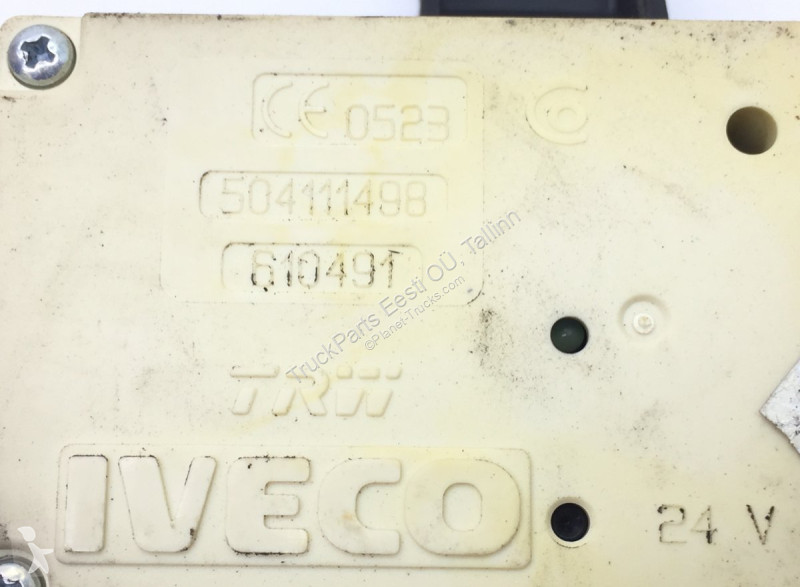 CE 0523
504111498
610491
TRW
IVECO
24 V
TruckParts Eesti OÜ, Tallinn
©Planet-Trucks.com